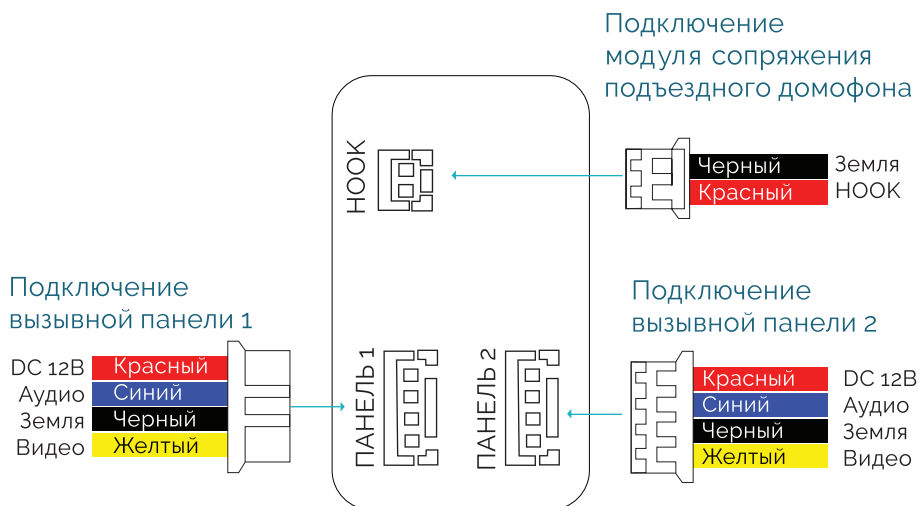 Подключение
модуля сопряжения
подъездного домофона
HOOK
Черный Земля
Красный HOOK
Подключение
вызывной панели 1
DC 12В Красный
Аудио Синий
Земля Черный
Видео Желтый
ПАНЕЛЬ 1
ПАНЕЛЬ 2
Подключение
вызывной панели 2
Красный DC 12В
Синий Аудио
Черный Земля
Желтый Видео